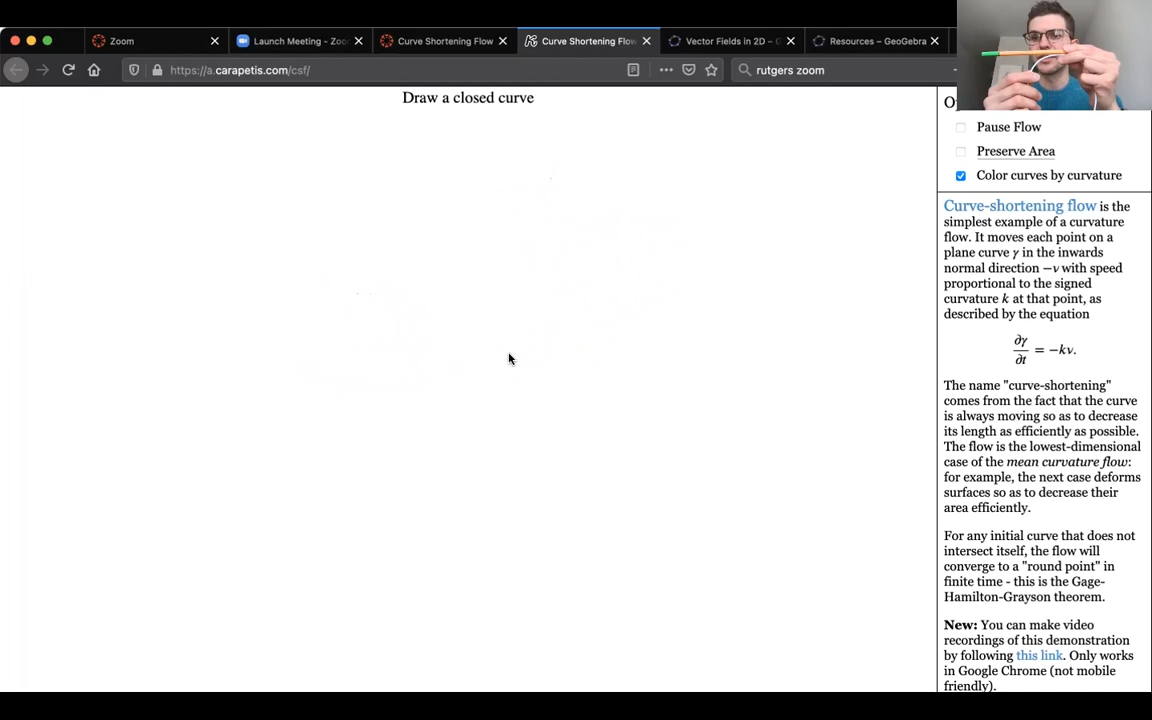 Zoom
Launch Meeting - Zoo
Curve Shortening Flow
Curve Shortening Flow
Vector Fields in 2D – G
Resources – GeoGebra
https://a.carapetis.com/csf/
rutgers zoom
Draw a closed curve
Pause Flow
Preserve Area
Color curves by curvature
Curve-shortening flow is the
simplest example of a curvature
flow. It moves each point on a
plane curve γ in the inwards
normal direction −ν with speed
proportional to the signed
curvature k at that point, as
described by the equation
∂γ/∂t = −kν.
The name "curve-shortening"
comes from the fact that the curve
is always moving so as to decrease
its length as efficiently as possible.
The flow is the lowest-dimensional
case of the mean curvature flow:
for example, the next case deforms
surfaces so as to decrease their
area efficiently.
For any initial curve that does not
intersect itself, the flow will
converge to a "round point" in
finite time - this is the Gage-
Hamilton-Grayson theorem.
New: You can make video
recordings of this demonstration
by following this link. Only works
in Google Chrome (not mobile
friendly).